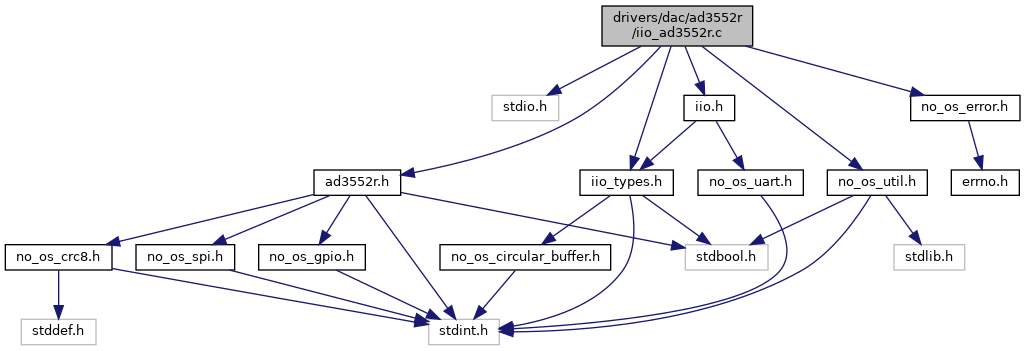 drivers/dac/ad3552r
/iio_ad3552r.c
stdio.h
iio.h
no_os_error.h
ad3552r.h
iio_types.h
no_os_uart.h
no_os_util.h
errno.h
no_os_crc8.h
no_os_spi.h
no_os_gpio.h
no_os_circular_buffer.h
stdbool.h
stdlib.h
stddef.h
stdint.h